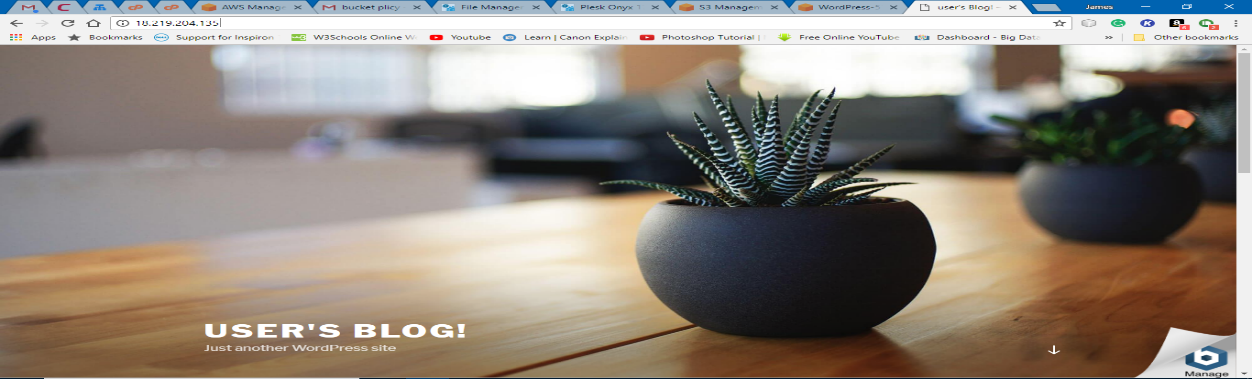 AWS Manage
bucket plicy
File Manage
Plesk Onyx 1
S3 Managem
WordPress-
user's Blog! –
James
18.219.204.135
Apps
Bookmarks
Support for Inspiron
W3Schools Online W
Youtube
Learn | Canon Explain
Photoshop Tutorial |
Free Online YouTube
Dashboard - Big Data
»
Other bookmarks
USER'S BLOG!
Just another WordPress site
Manage